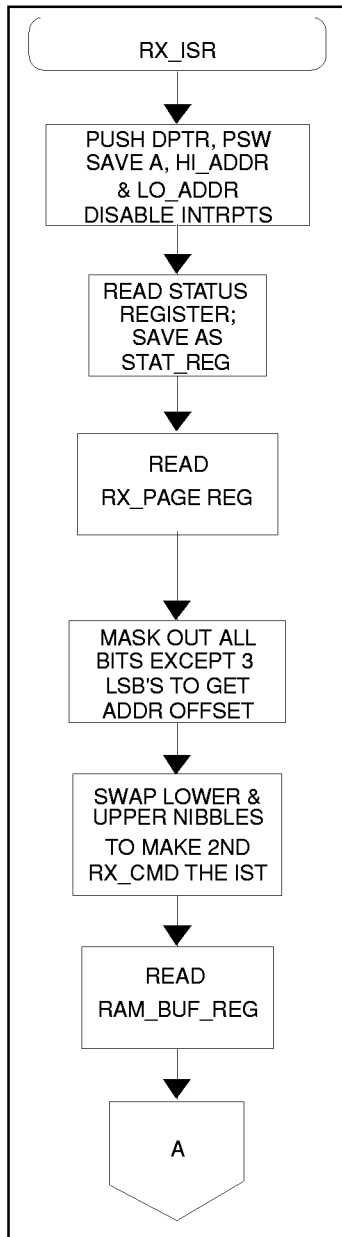 RX_ISR
PUSH DPTR, PSW
SAVE A, HI_ADDR
& LO_ADDR
DISABLE INTRPTS
READ STATUS
REGISTER;
SAVE AS
STAT_REG
READ
RX_PAGE REG
MASK OUT ALL
BITS EXCEPT 3
LSB'S TO GET
ADDR OFFSET
SWAP LOWER &
UPPER NIBBLES
TO MAKE 2ND
RX_CMD THE IST
READ
RAM_BUF_REG
A